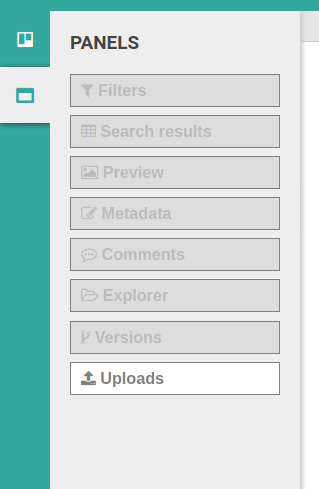 PANELS
Filters
Search results
Preview
Metadata
Comments
Explorer
Versions
Uploads